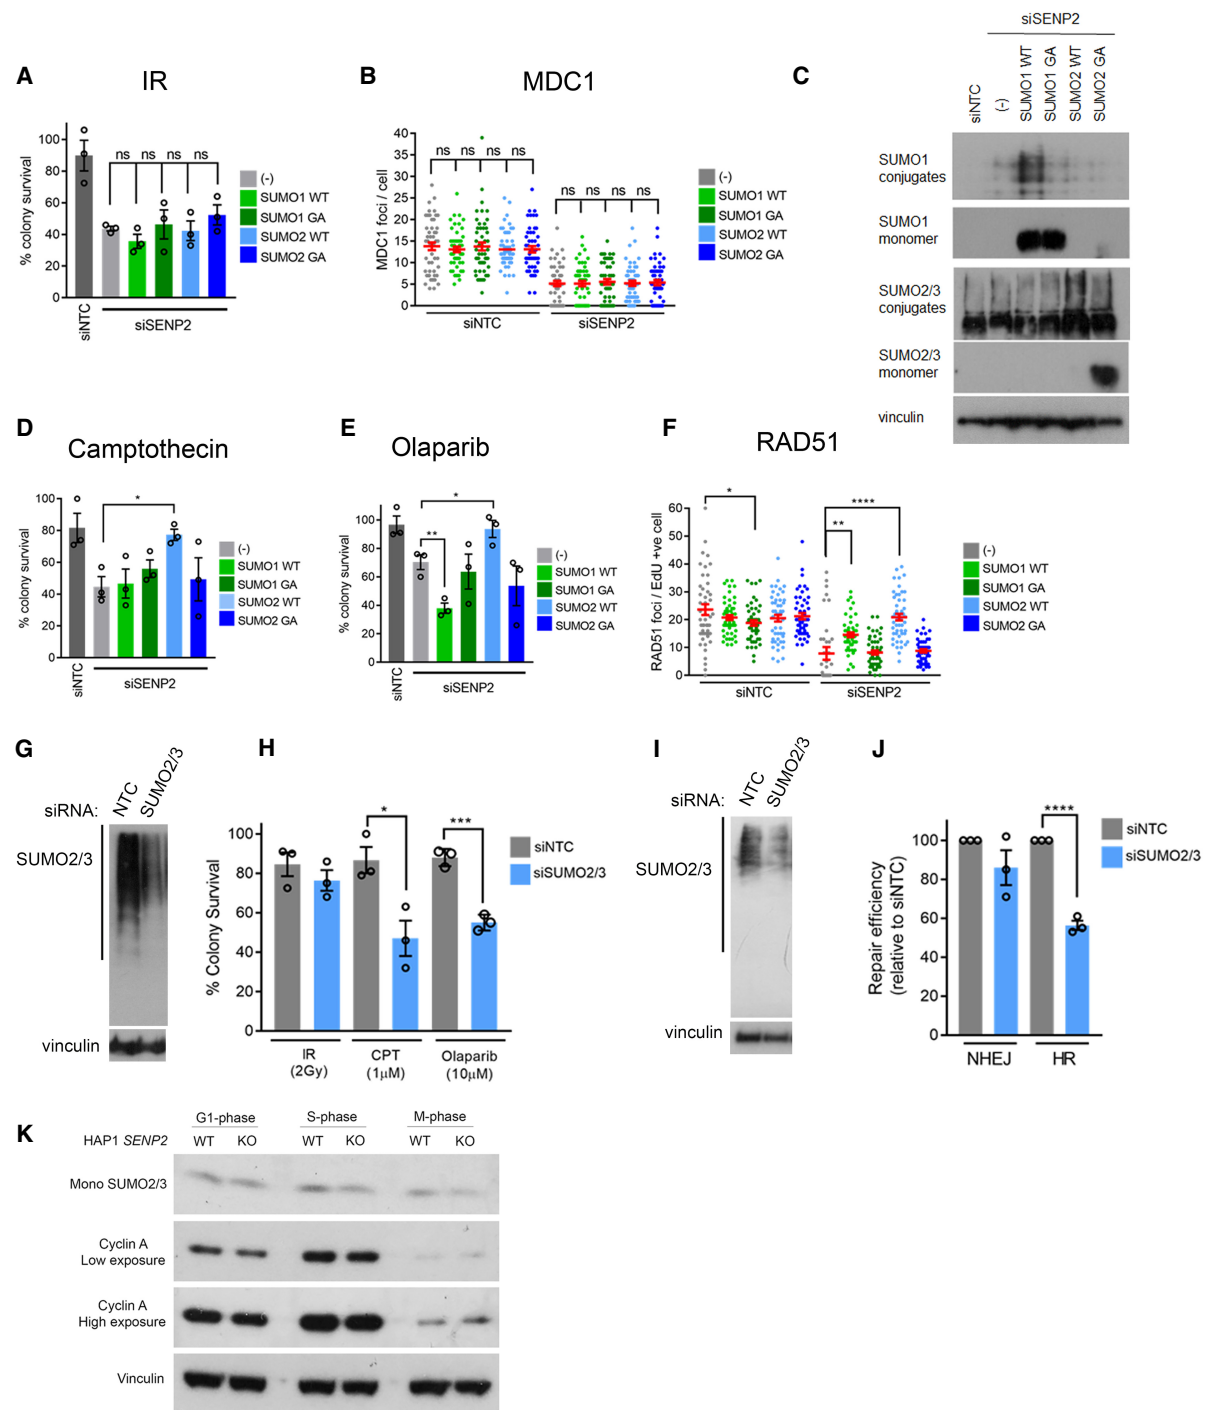 A
IR
% colony survival
100
80
60
40
20
0
ns ns ns ns
siNTC
siSENP2
(-)
SUMO1 WT
SUMO1 GA
SUMO2 WT
SUMO2 GA
B
MDC1
MDC1 foci / cell
40
35
30
25
20
15
10
5
0
ns ns ns ns
ns ns ns ns
siNTC
siSENP2
(-)
SUMO1 WT
SUMO1 GA
SUMO2 WT
SUMO2 GA
C
siSENP2
siNTC
(-)
SUMO1 WT
SUMO1 GA
SUMO2 WT
SUMO2 GA
SUMO1
conjugates
SUMO1
monomer
SUMO2/3
conjugates
SUMO2/3
monomer
vinculin
D
Camptothecin
% colony survival
100
80
60
40
20
0
*
siNTC
siSENP2
(-)
SUMO1 WT
SUMO1 GA
SUMO2 WT
SUMO2 GA
E
Olaparib
% colony survival
100
80
60
40
20
0
*
**
siNTC
siSENP2
(-)
SUMO1 WT
SUMO1 GA
SUMO2 WT
SUMO2 GA
F
RAD51
RAD51 foci / EdU +ve cell
60
50
40
30
20
10
0
*
****
**
siNTC
siSENP2
(-)
SUMO1 WT
SUMO1 GA
SUMO2 WT
SUMO2 GA
G
siRNA:
NTC
SUMO2/3
SUMO2/3
vinculin
H
% Colony Survival
100
80
60
40
20
0
*
***
siNTC
siSUMO2/3
IR
(2Gy)
CPT
(1µM)
Olaparib
(10µM)
I
siRNA:
NTC
SUMO2/3
SUMO2/3
vinculin
J
Repair efficiency
(relative to siNTC)
100
80
60
40
20
0
****
siNTC
siSUMO2/3
NHEJ
HR
K
G1-phase S-phase M-phase
HAP1 SENP2 WT KO WT KO WT KO
Mono SUMO2/3
Cyclin A
Low exposure
Cyclin A
High exposure
Vinculin